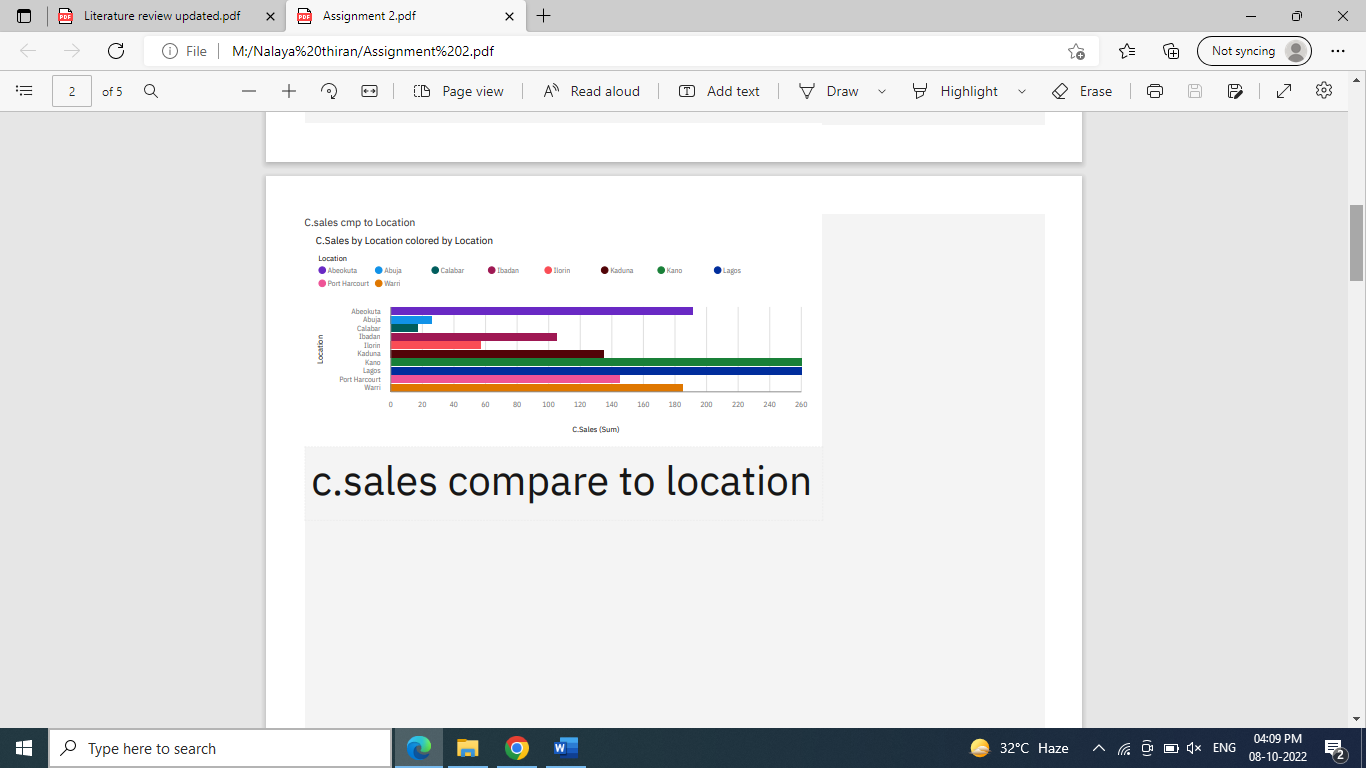 Literature review updated.pdf
Assignment 2.pdf
File
M:/Nalaya%20thiran/Assignment%202.pdf
Not syncing
2 of 5
Page view
Read aloud
Add text
Draw
Highlight
Erase
C.sales cmp to Location
C.Sales by Location colored by Location
Location
Abeokuta Abuja Calabar Ibadan Ilorin Kaduna Kano Lagos
Port Harcourt Warri
Location
Abeokuta
Abuja
Calabar
Ibadan
Ilorin
Kaduna
Kano
Lagos
Port Harcourt
Warri
0 20 40 60 80 100 120 140 160 180 200 220 240 260
C.Sales (Sum)
c.sales compare to location
Type here to search
32°C Haze
ENG
04:09 PM
08-10-2022
2